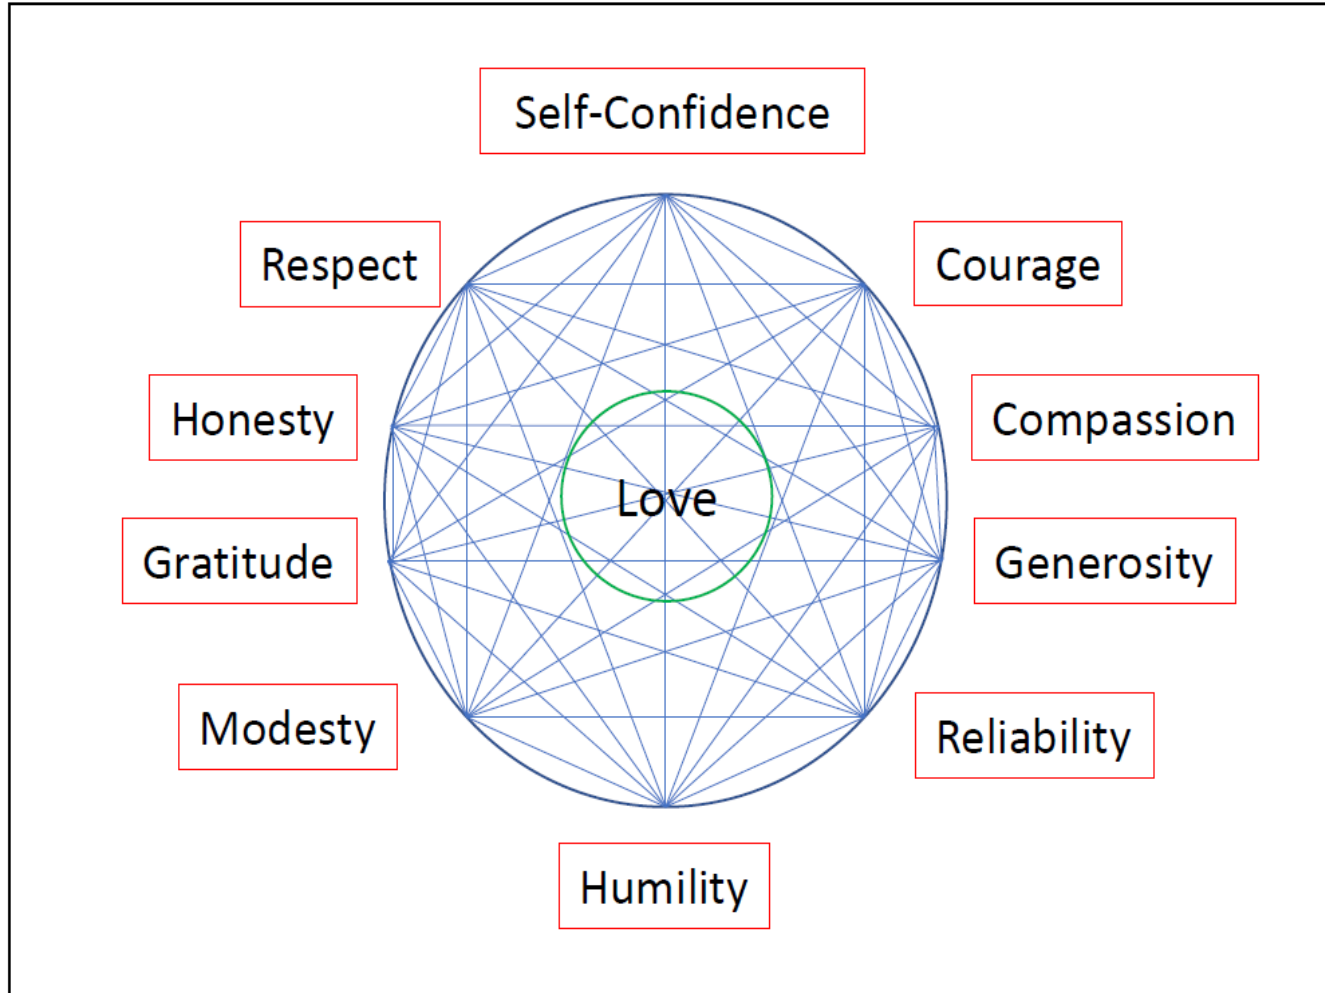 Self-Confidence
Respect
Courage
Honesty
Compassion
Love
Gratitude
Generosity
Modesty
Reliability
Humility